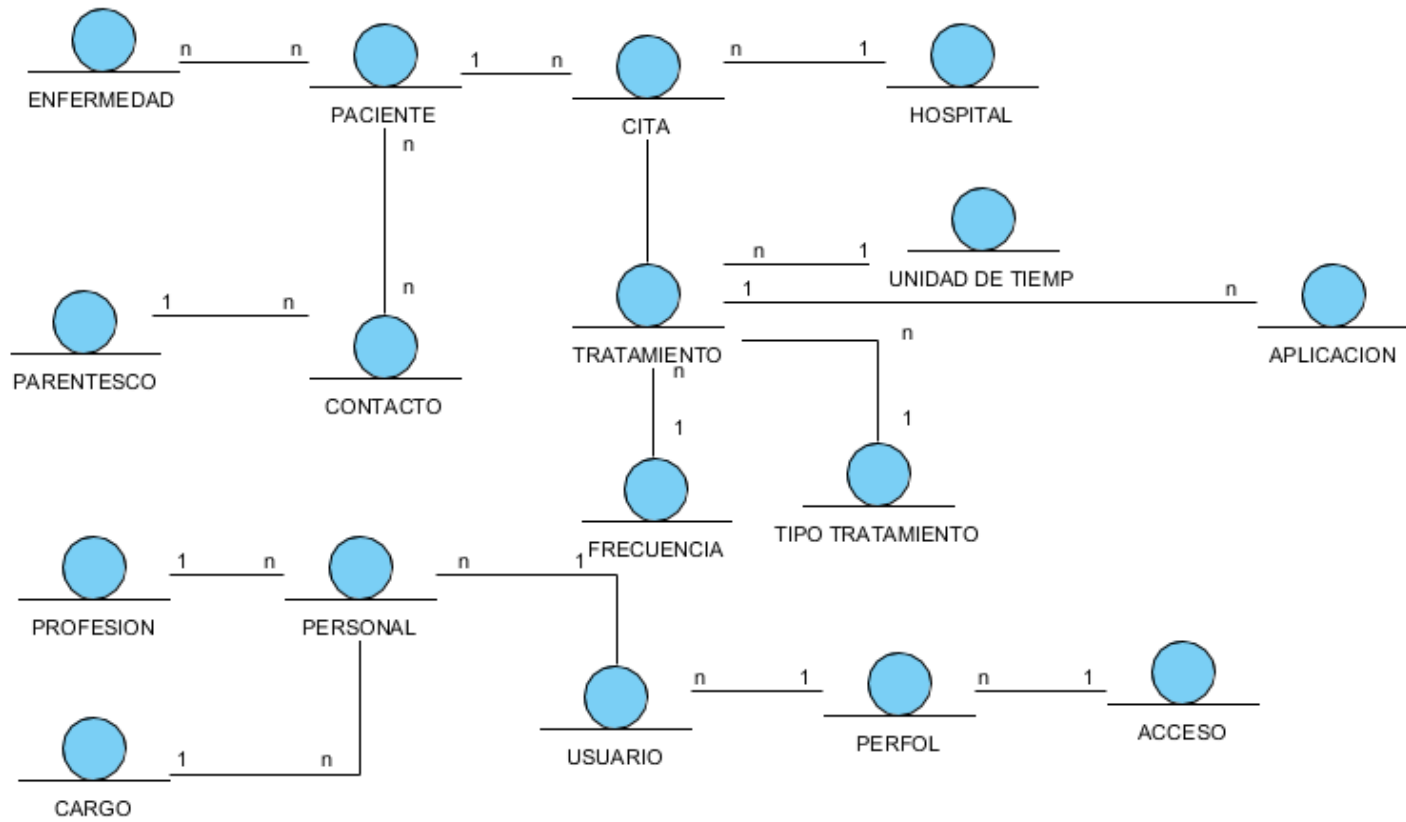 n n
1 n
n 1
ENFERMEDAD
PACIENTE
CITA
HOSPITAL
n
n
n 1
UNIDAD DE TIEMP
1 n
1 n
n
TRATAMIENTO
APLICACION
PARENTESCO
CONTACTO
n
1
1
FRECUENCIA
TIPO TRATAMIENTO
1 n
n 1
PROFESION
PERSONAL
n 1
n 1
USUARIO
PERFOL
ACCESO
1 n
CARGO